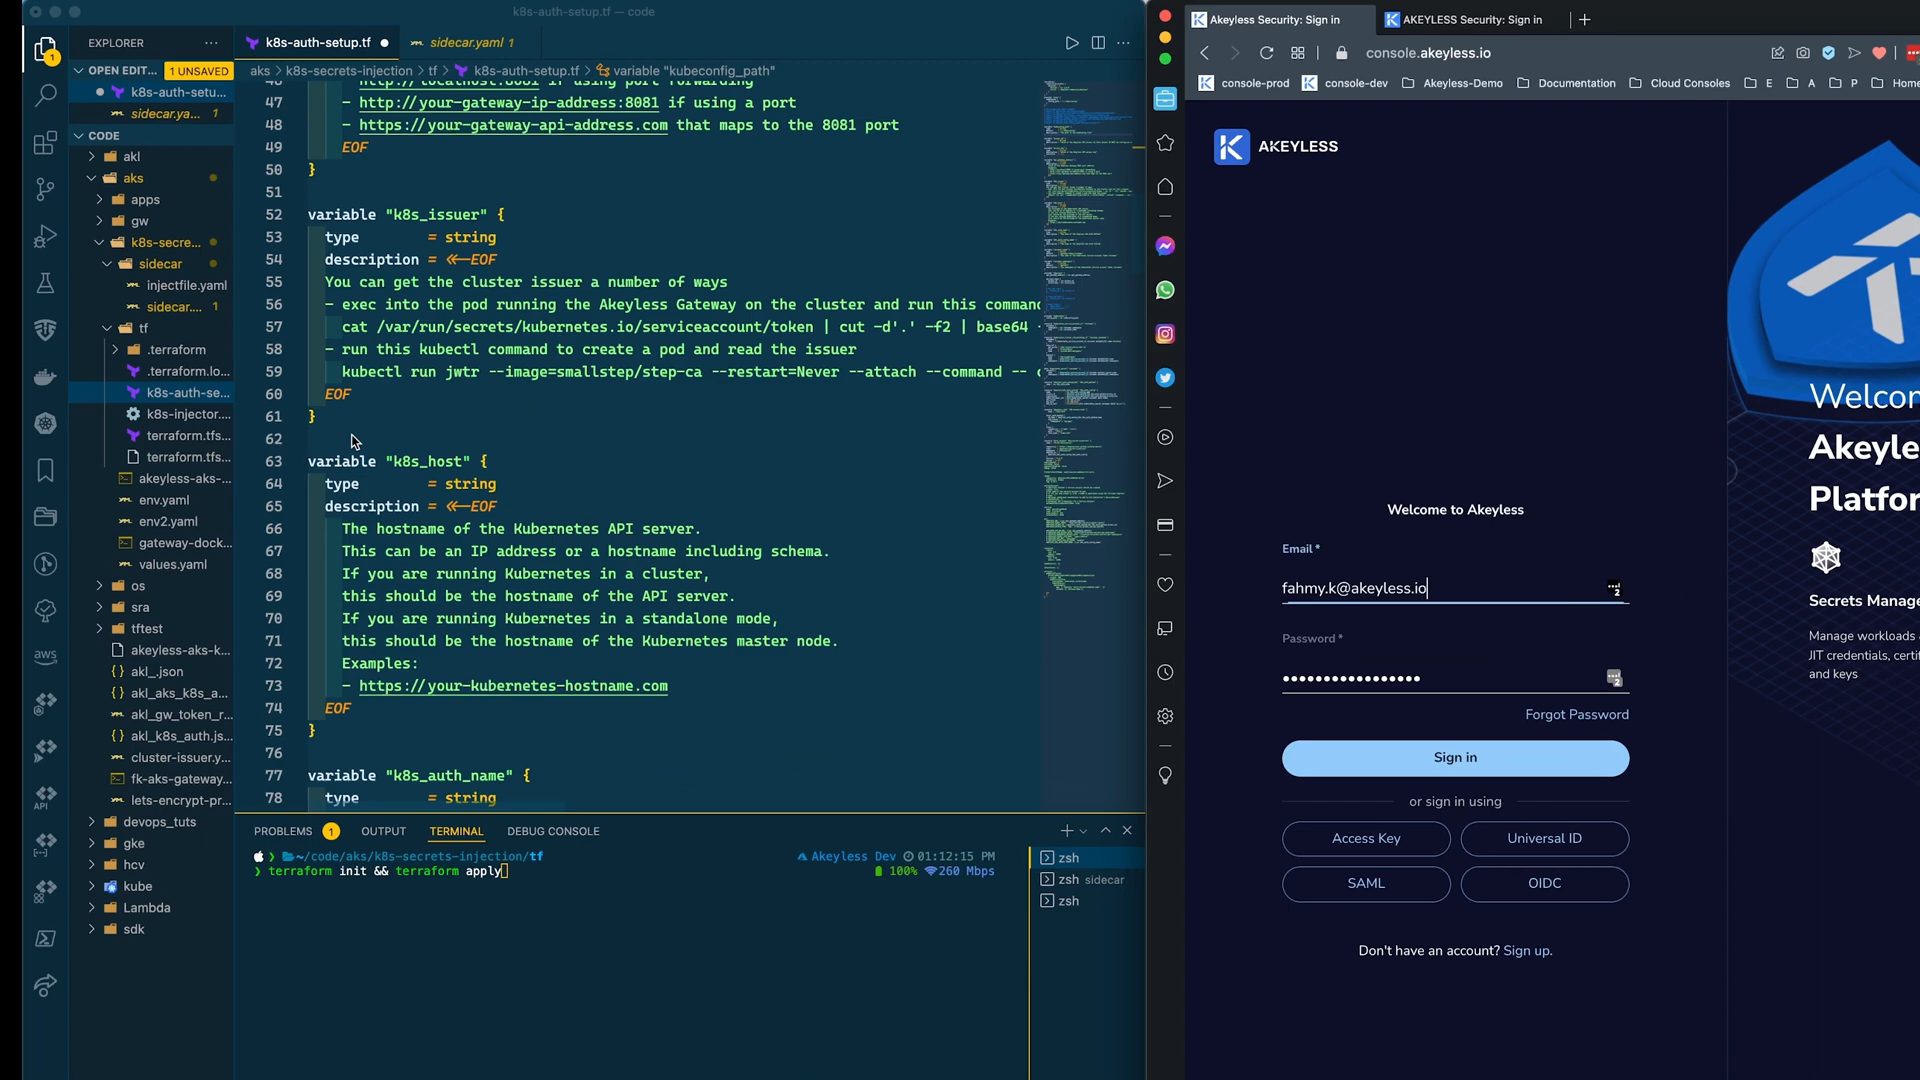 k8s-auth-setup.tf — code
EXPLORER
OPEN EDIT... 1 UNSAVED
k8s-auth-setu...
sidecar.ya... 1
CODE
akl
aks
apps
gw
k8s-secre...
sidecar
injectfile.yaml
sidecar.... 1
tf
.terraform
.terraform.lo...
k8s-auth-se...
k8s-injector....
terraform.tfs...
terraform.tfs...
akeyless-aks-...
env.yaml
env2.yaml
gateway-dock...
values.yaml
os
sra
tftest
akeyless-aks-k...
akl_.json
akl_aks_k8s_a...
akl_gw_token_r...
akl_k8s_auth.js...
cluster-issuer.y...
fk-aks-gateway...
lets-encrypt-pr...
devops_tuts
gke
hcv
kube
Lambda
sdk
k8s-auth-setup.tf
sidecar.yaml 1
aks > k8s-secrets-injection > tf > k8s-auth-setup.tf > variable "kubeconfig_path"
46 - http://localhost:8081 if using port forwarding
47 - http://your-gateway-ip-address:8081 if using a port
48 - https://your-gateway-api-address.com that maps to the 8081 port
49 EOF
50 }
51
52 variable "k8s_issuer" {
53 type = string
54 description = <<-EOF
55 You can get the cluster issuer a number of ways
56 - exec into the pod running the Akeyless Gateway on the cluster and run this command
57 cat /var/run/secrets/kubernetes.io/serviceaccount/token | cut -d'.' -f2 | base64 -
58 - run this kubectl command to create a pod and read the issuer
59 kubectl run jwtr --image=smallstep/step-ca --restart=Never --attach --command -- c
60 EOF
61 }
62
63 variable "k8s_host" {
64 type = string
65 description = <<-EOF
66 The hostname of the Kubernetes API server.
67 This can be an IP address or a hostname including schema.
68 If you are running Kubernetes in a cluster,
69 this should be the hostname of the API server.
70 If you are running Kubernetes in a standalone mode,
71 this should be the hostname of the Kubernetes master node.
72 Examples:
73 - https://your-kubernetes-hostname.com
74 EOF
75 }
76
77 variable "k8s_auth_name" {
78 type = string
PROBLEMS 1 OUTPUT TERMINAL DEBUG CONSOLE
~/code/aks/k8s-secrets-injection/tf Akeyless Dev 01:12:15 PM
❯ terraform init && terraform apply 100% 260 Mbps
zsh
zsh sidecar
zsh
aws
API
Akeyless Security: Sign in
AKEYLESS Security: Sign in
console.akeyless.io
console-prod
console-dev
Akeyless-Demo
Documentation
Cloud Consoles
E
A
P
Home
AKEYLESS
Welcome to Akeyless
Email *
fahmy.k@akeyless.io
Password *
•••••••••••••••••
Forgot Password
Sign in
or sign in using
Access Key
Universal ID
SAML
OIDC
Don't have an account? Sign up.
Welcom
Akeyle
Platfor
Secrets Manage
Manage workloads
JIT credentials, certi
and keys